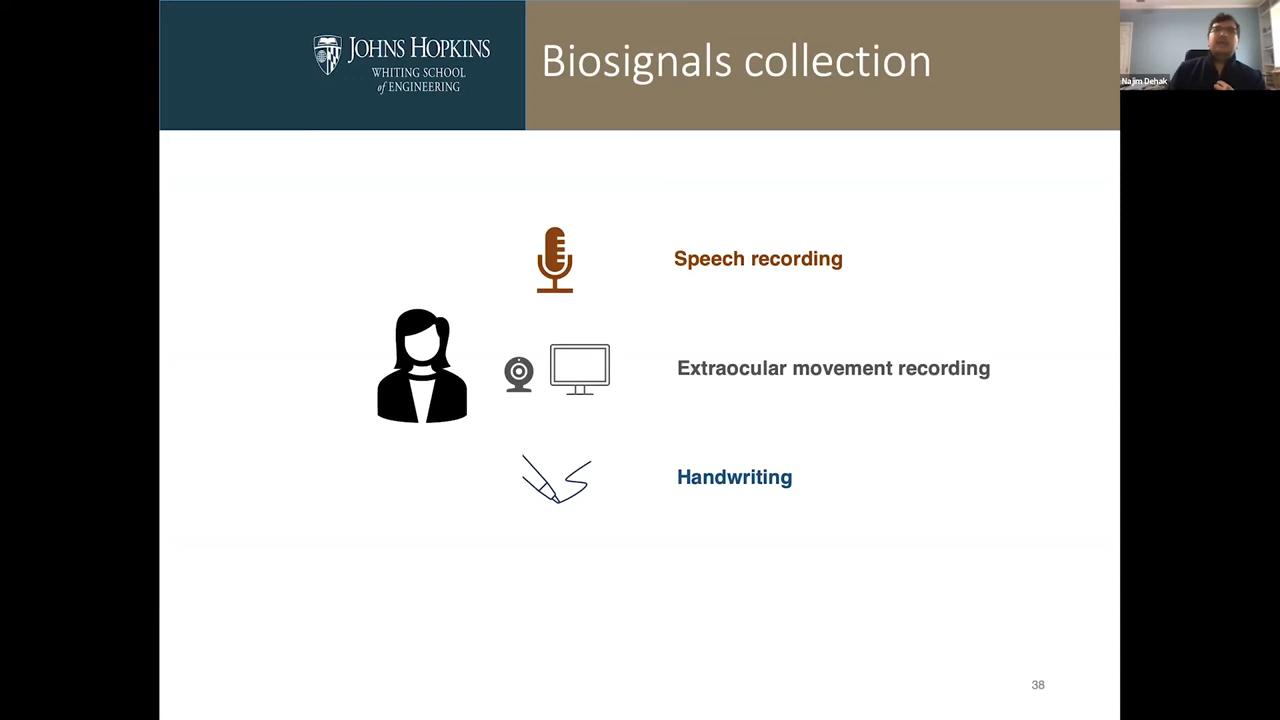 JOHNS HOPKINS
WHITING SCHOOL
of ENGINEERING
Biosignals collection
Najim Dehak
Speech recording
Extraocular movement recording
Handwriting
38